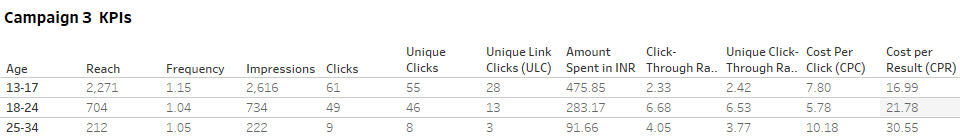 Campaign 3 KPIs
Unique Unique Link Amount Click- Unique Click- Cost Per Cost per
Age Reach Frequency Impressions Clicks Clicks Clicks (ULC) Spent in INR Through Ra.. Through Ra.. Click (CPC) Result (CPR)
13-17 2,271 1.15 2,616 61 55 28 475.85 2.33 2.42 7.80 16.99
18-24 704 1.04 734 49 46 13 283.17 6.68 6.53 5.78 21.78
25-34 212 1.05 222 9 8 3 91.66 4.05 3.77 10.18 30.55